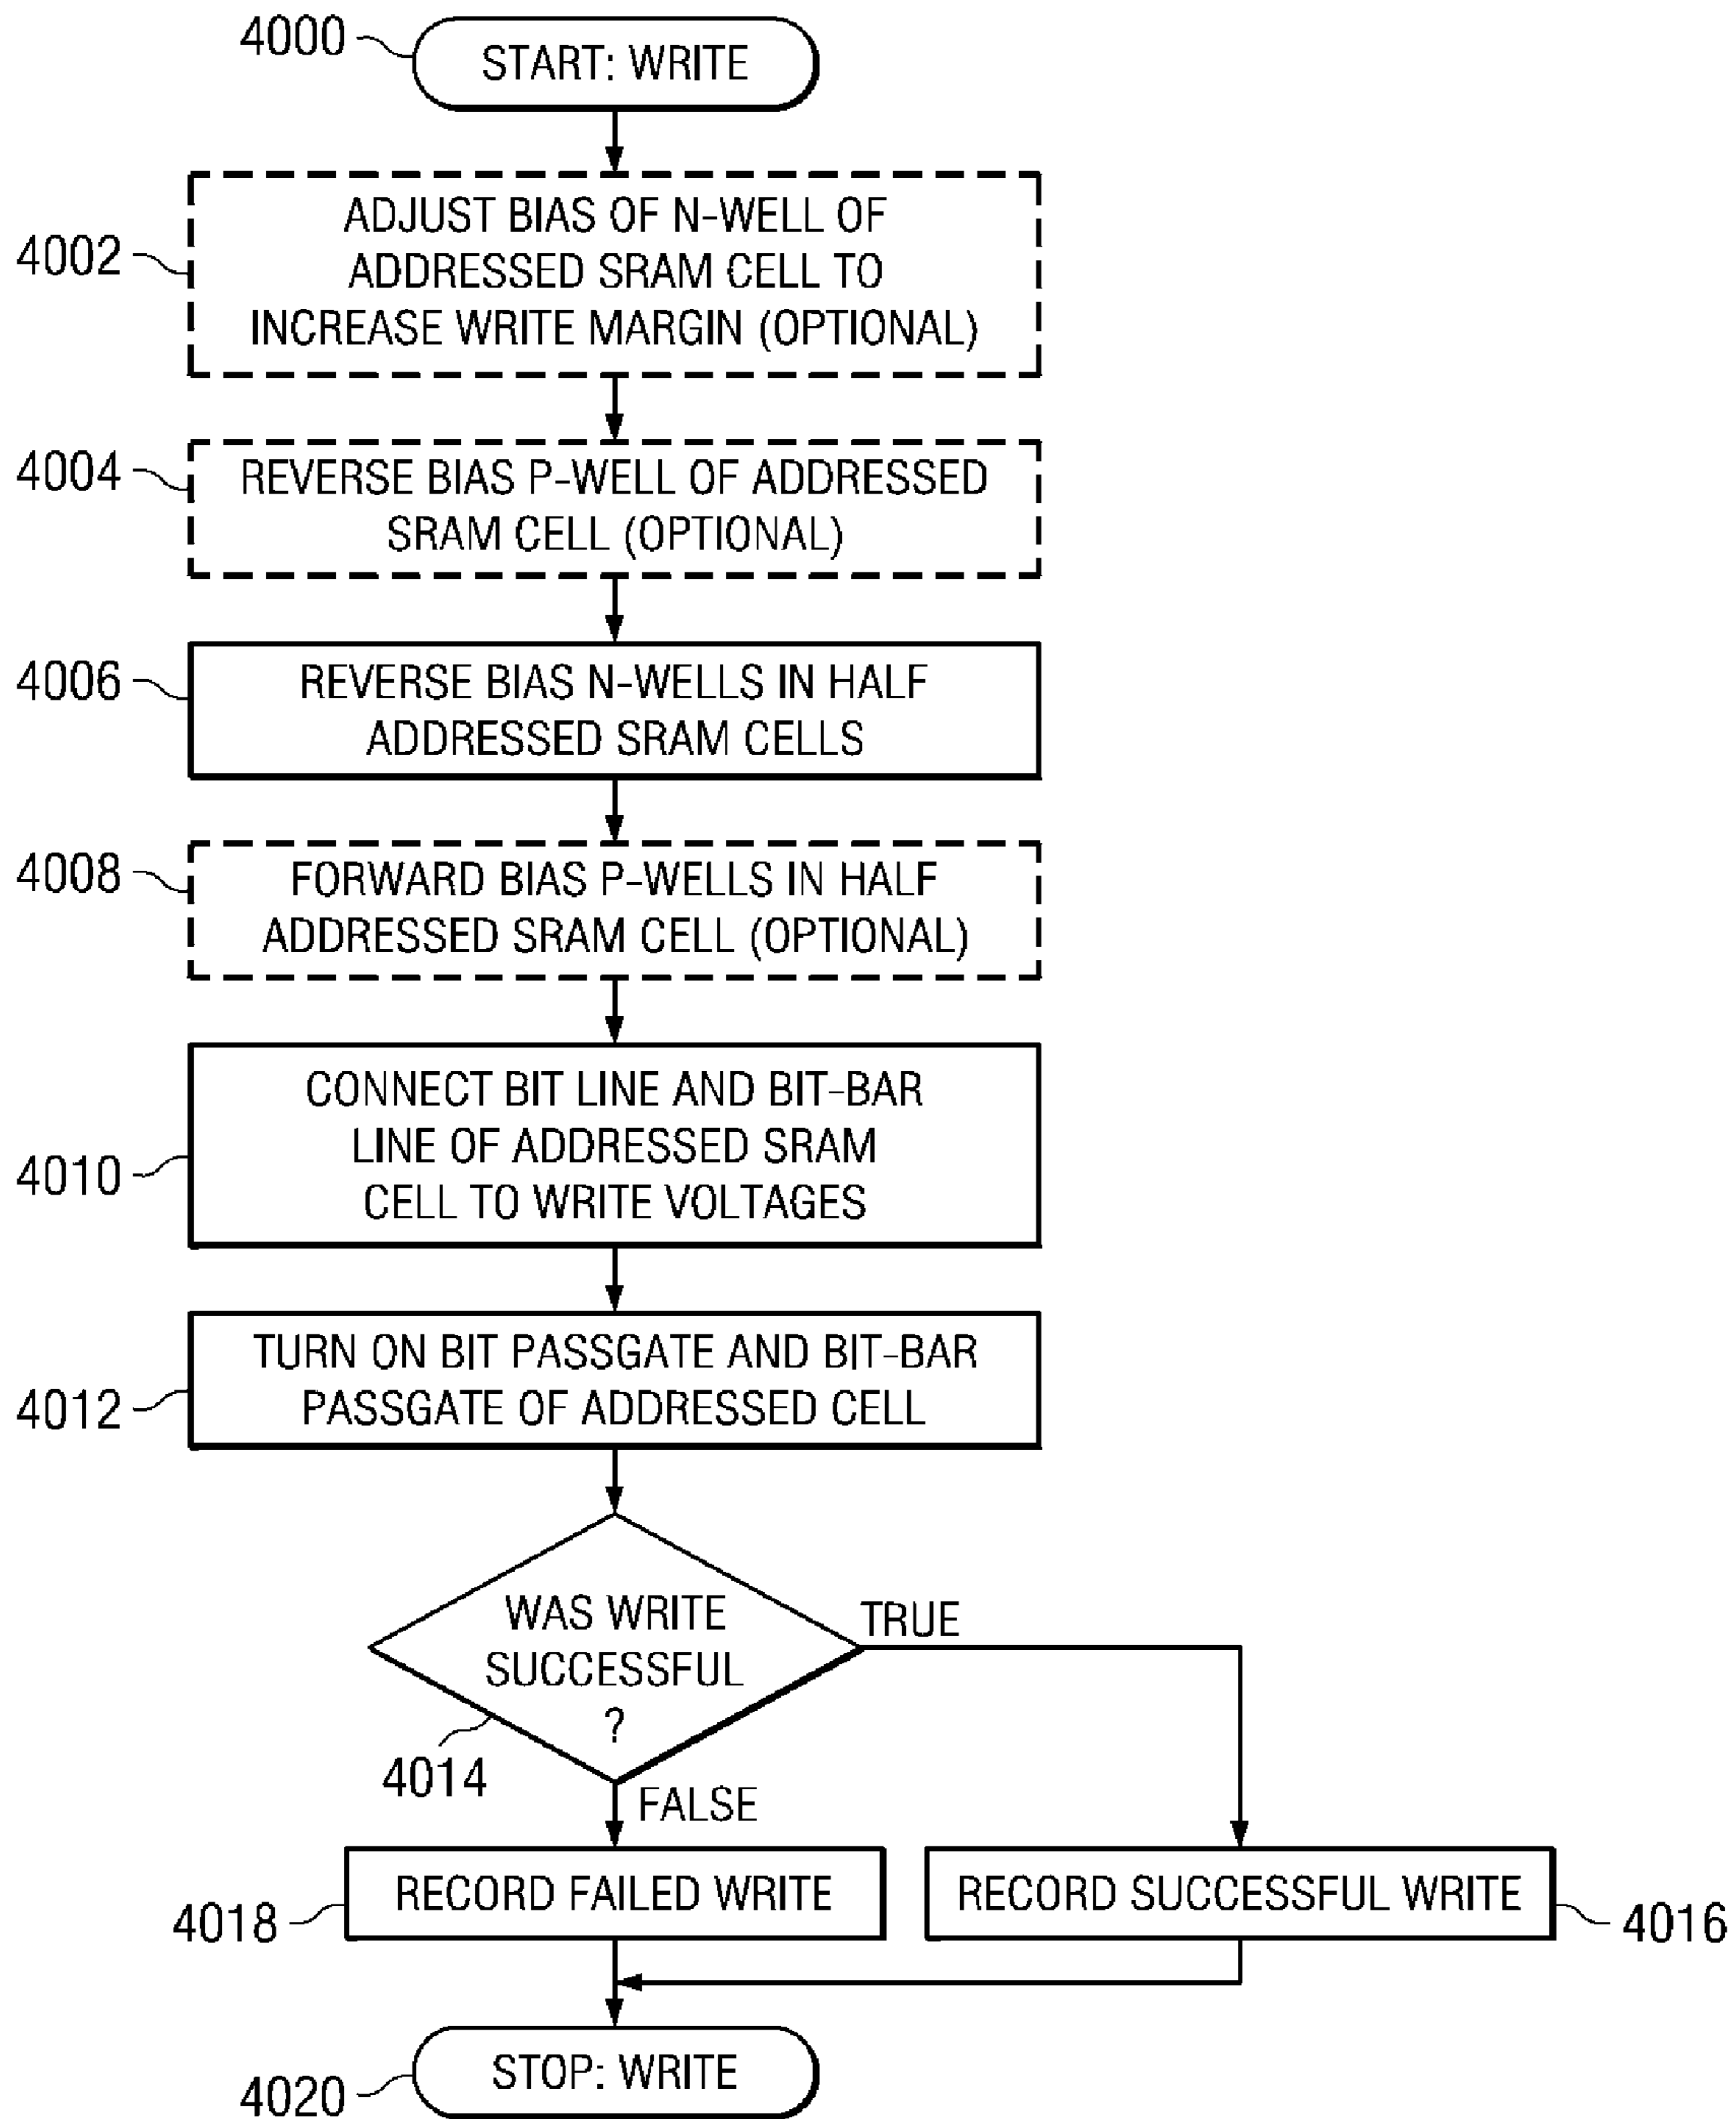 4000
START: WRITE
4002
ADJUST BIAS OF N-WELL OF
ADDRESSED SRAM CELL TO
INCREASE WRITE MARGIN (OPTIONAL)
4004
REVERSE BIAS P-WELL OF ADDRESSED
SRAM CELL (OPTIONAL)
4006
REVERSE BIAS N-WELLS IN HALF
ADDRESSED SRAM CELLS
4008
FORWARD BIAS P-WELLS IN HALF
ADDRESSED SRAM CELL (OPTIONAL)
4010
CONNECT BIT LINE AND BIT-BAR
LINE OF ADDRESSED SRAM
CELL TO WRITE VOLTAGES
4012
TURN ON BIT PASSGATE AND BIT-BAR
PASSGATE OF ADDRESSED CELL
WAS WRITE
SUCCESSFUL
?
TRUE
4014
FALSE
4018
RECORD FAILED WRITE
RECORD SUCCESSFUL WRITE
4016
4020
STOP: WRITE